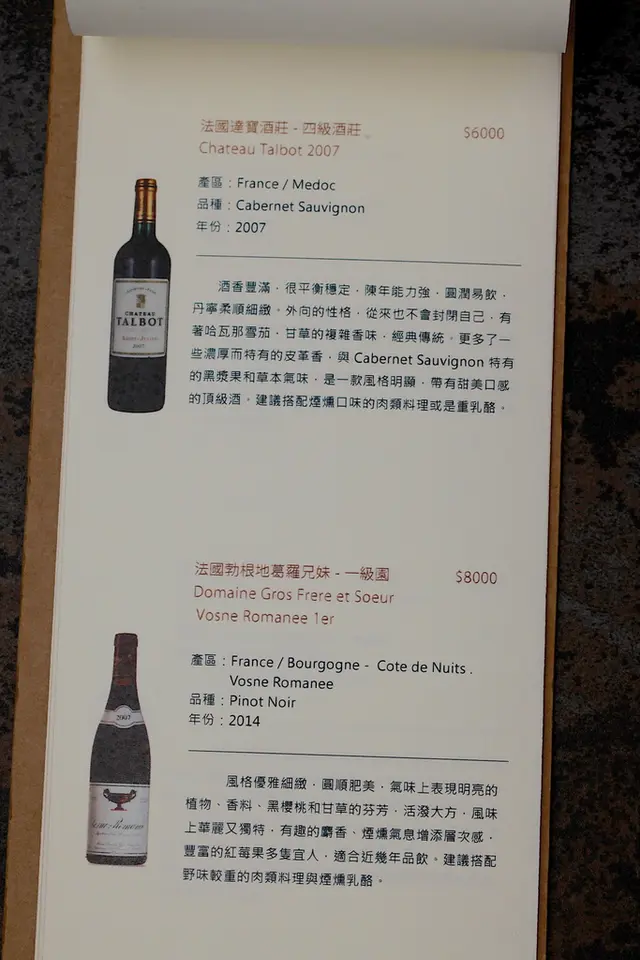 法國達寶酒莊 - 四級酒莊
$6000
Chateau Talbot 2007
產區：France / Medoc
品種：Cabernet Sauvignon
年份：2007
CHATEAU
TALBOT
2007
酒香豐滿，很平衡穩定，陳年能力強，圓潤易飲，
丹寧柔順細緻。外向的性格，從來也不會封閉自己，有
著哈瓦那雪茄，甘草的複雜香味，經典傳統。更多了一
些濃厚而特有的皮革香，與 Cabernet Sauvignon 特有
的黑漿果和草本氣味，是一款風格明顯，帶有甜美口感
的頂級酒。建議搭配煙燻口味的肉類料理或是重乳酪。
法國勃根地葛羅兄妹 - 一級園
$8000
Domaine Gros Frere et Soeur
Vosne Romanee 1er
產區：France / Bourgogne - Cote de Nuits .
Vosne Romanee
品種：Pinot Noir
年份：2014
2007
風格優雅細緻，圓順肥美，氣味上表現明亮的
植物、香料、黑櫻桃和甘草的芬芳，活潑大方，風味
上華麗又獨特，有趣的麝香、煙燻氣息增添層次感，
豐富的紅莓果多隻宜人，適合近幾年品飲。建議搭配
野味較重的肉類料理與煙燻乳酪。